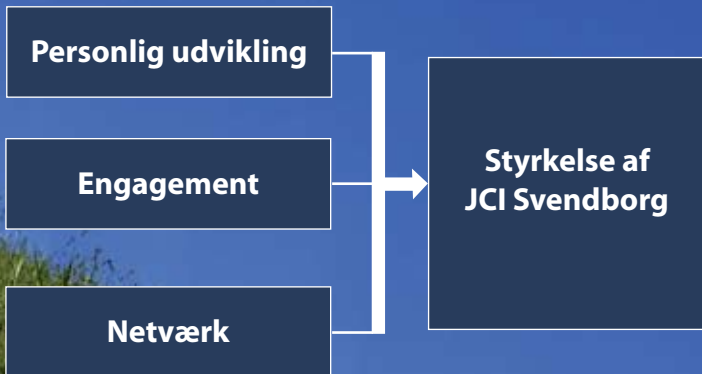 Personlig udvikling
Engagement
Netværk
Styrkelse af
JCI Svendborg